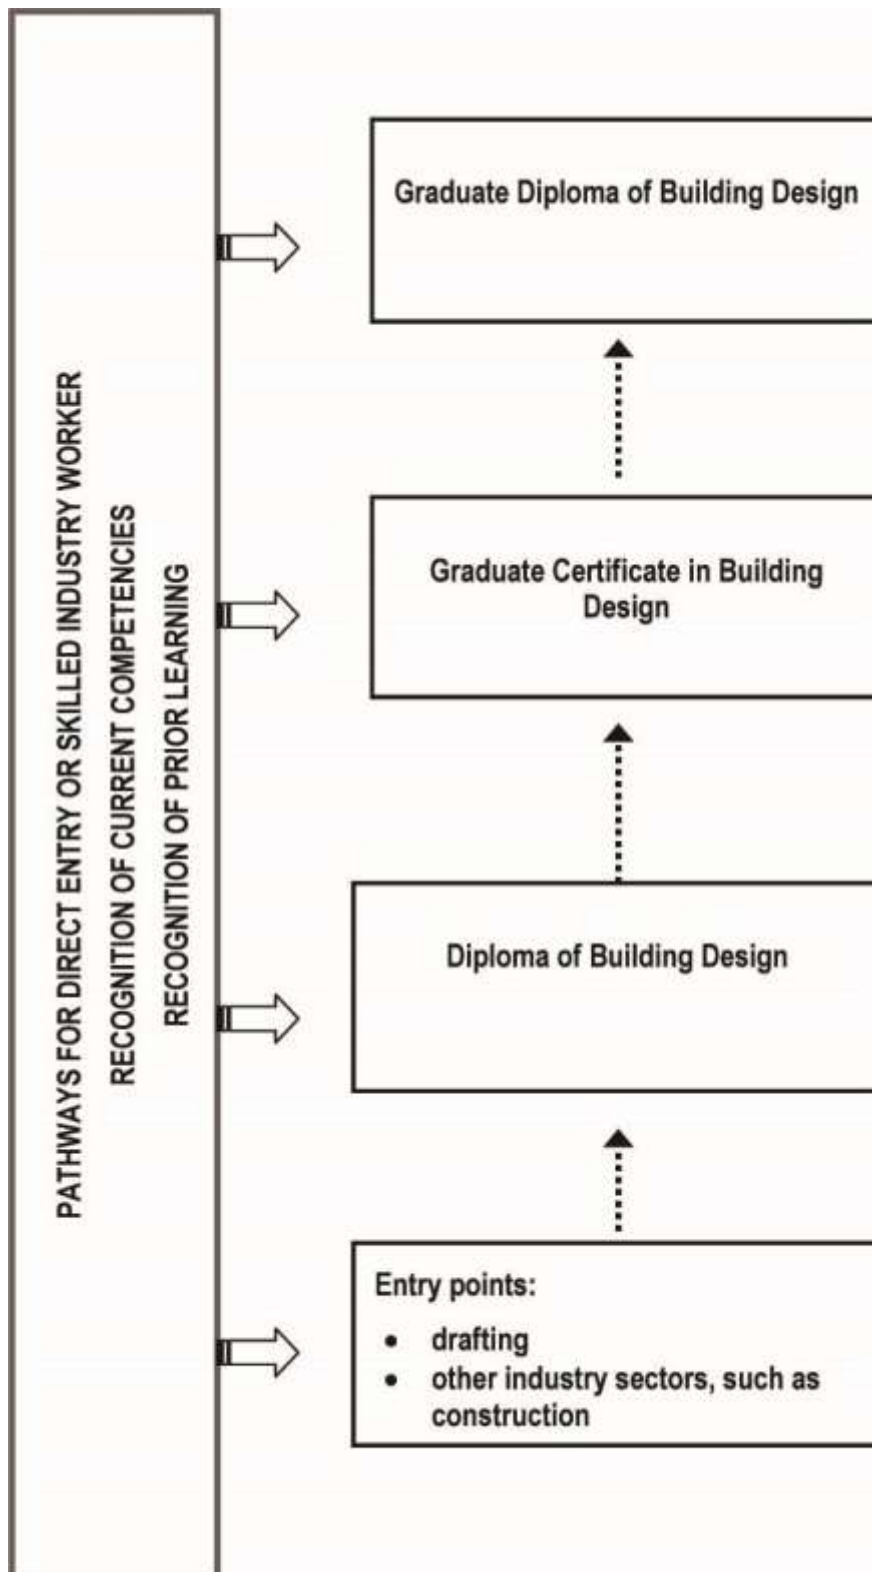 PATHWAYS FOR DIRECT ENTRY OR SKILLED INDUSTRY WORKER
RECOGNITION OF CURRENT COMPETENCIES
RECOGNITION OF PRIOR LEARNING
Graduate Diploma of Building Design
Graduate Certificate in Building
Design
Diploma of Building Design
Entry points:
• drafting
• other industry sectors, such as
construction